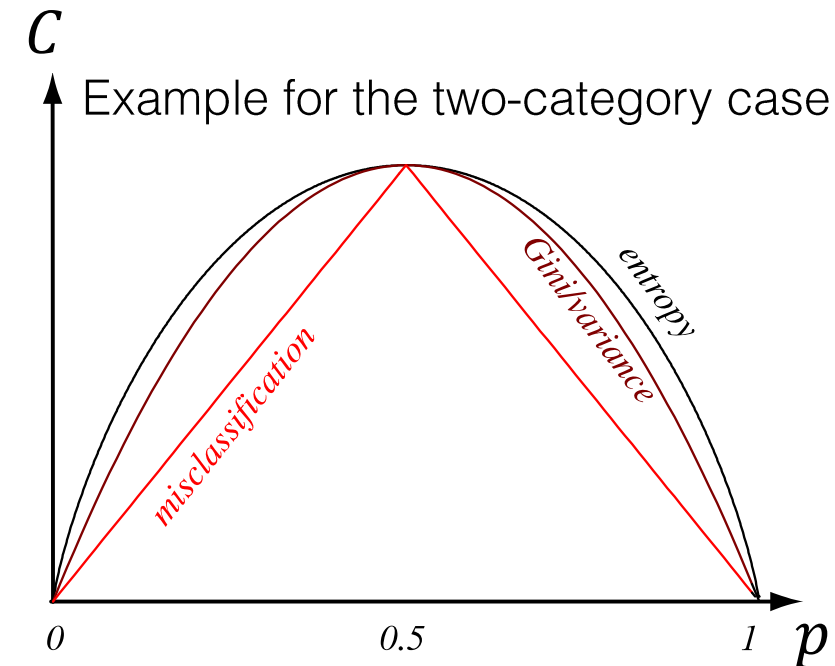 C
Example for the two-category case
entropy
Gini/variance
misclassification
0
0.5
1
p